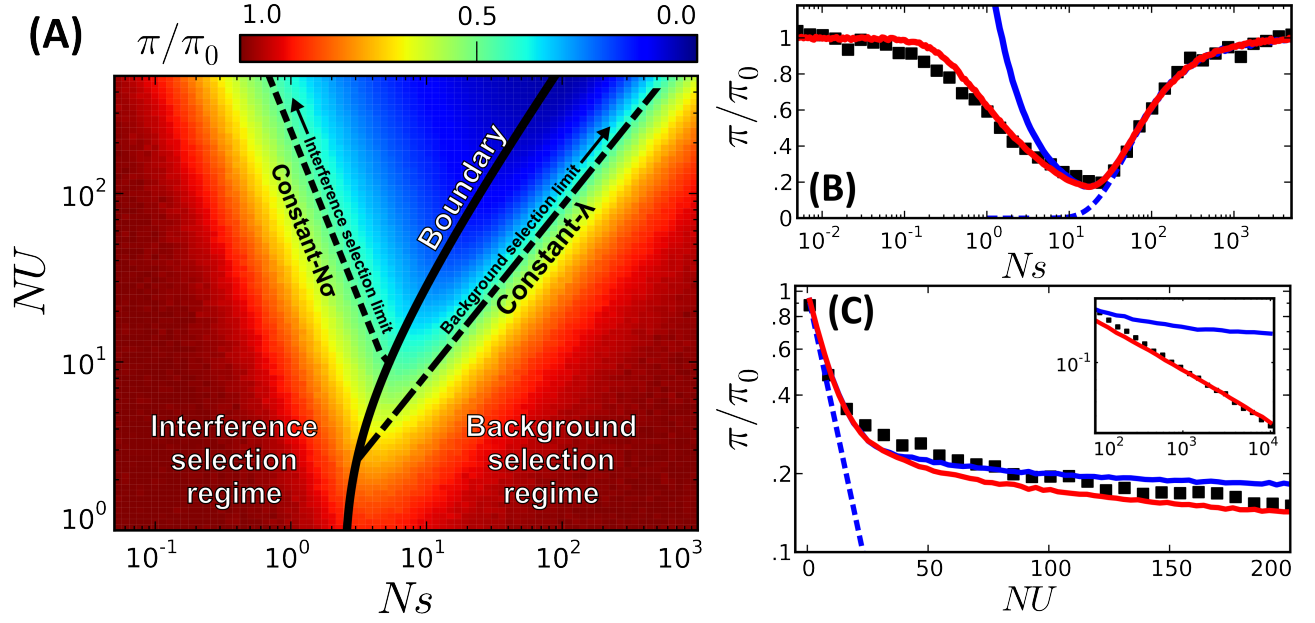 (A)
π/π₀
1.0 0.5 0.0
NU
10²
10¹
10⁰
Interference selection limit
Constant-Nσ
Boundary
Background selection limit
Constant-λ
Interference
selection
regime
Background
selection
regime
10⁻¹ 10⁰ 10¹ 10² 10³
Ns
(B)
π/π₀
1
.8
.6
.4
.2
0
10⁻² 10⁻¹ 10⁰ 10¹ 10² 10³
Ns
(C)
π/π₀
1
.8
.6
.4
.2
.1
0 50 100 150 200
NU
10⁻¹
10² 10³ 10⁴